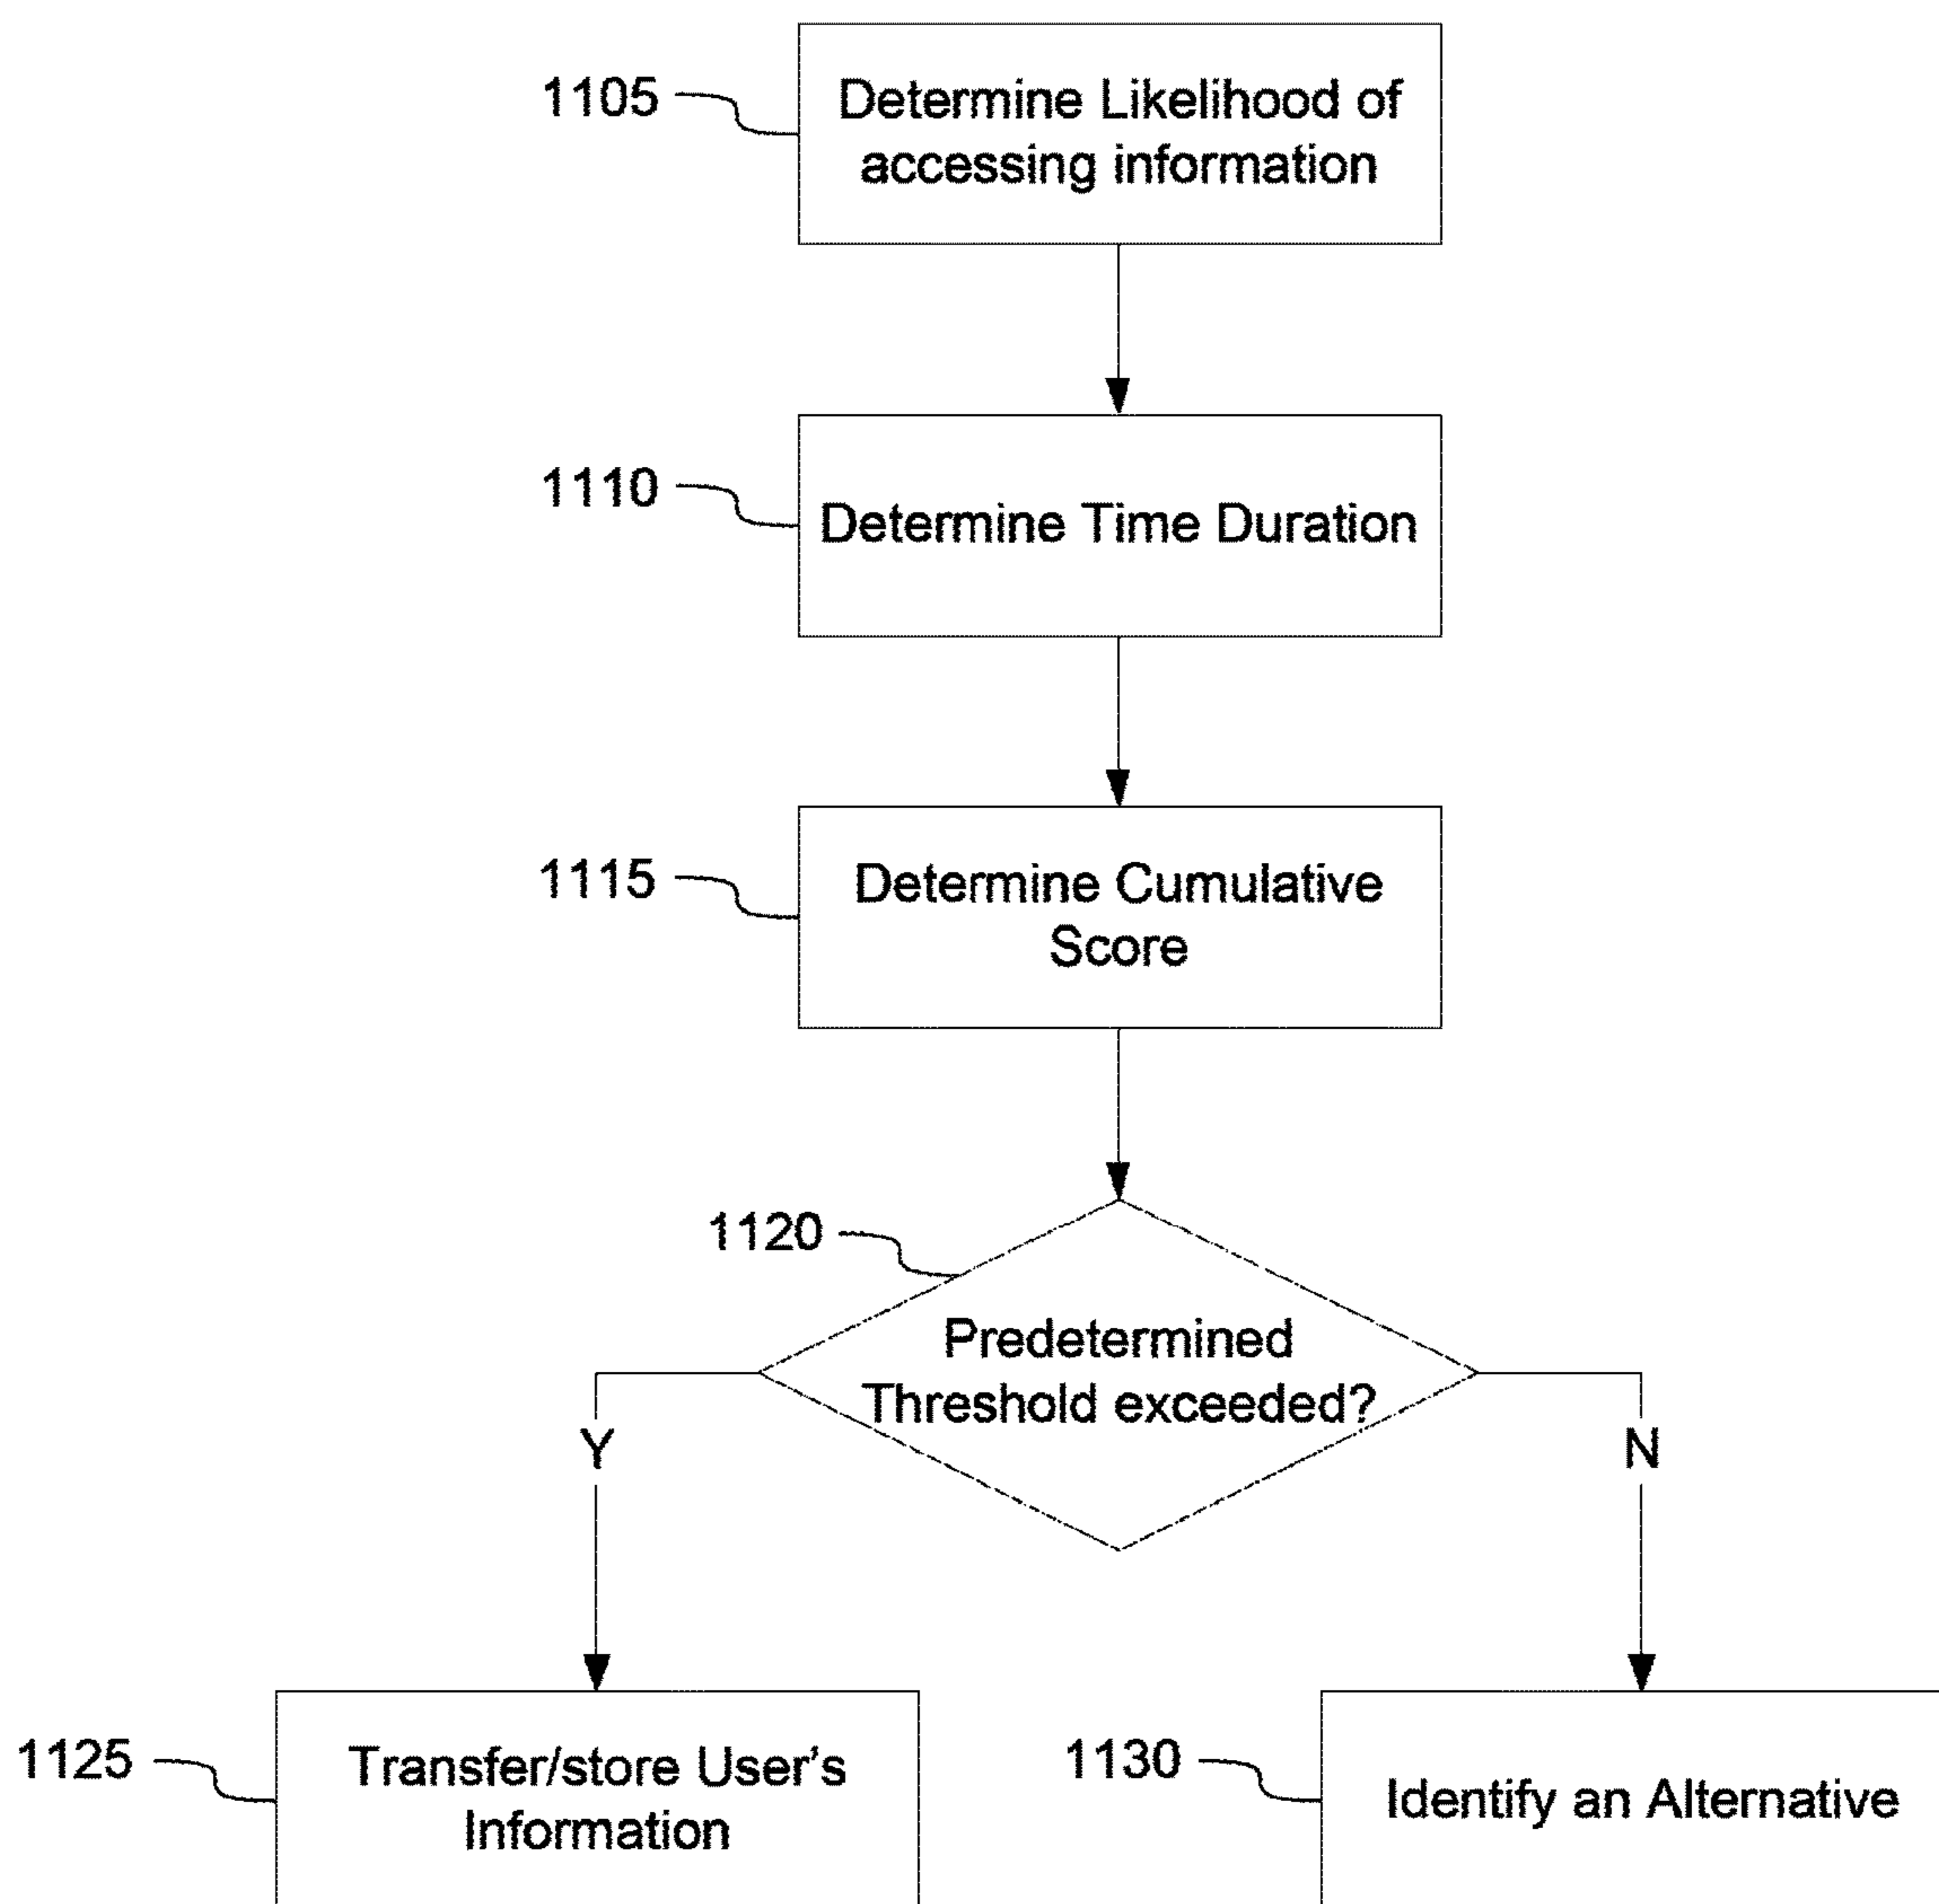 1105
Determine Likelihood of
accessing information
1110
Determine Time Duration
1115
Determine Cumulative
Score
1120
Predetermined
Threshold exceeded?
Y
N
1125
Transfer/store User's
Information
1130
Identify an Alternative